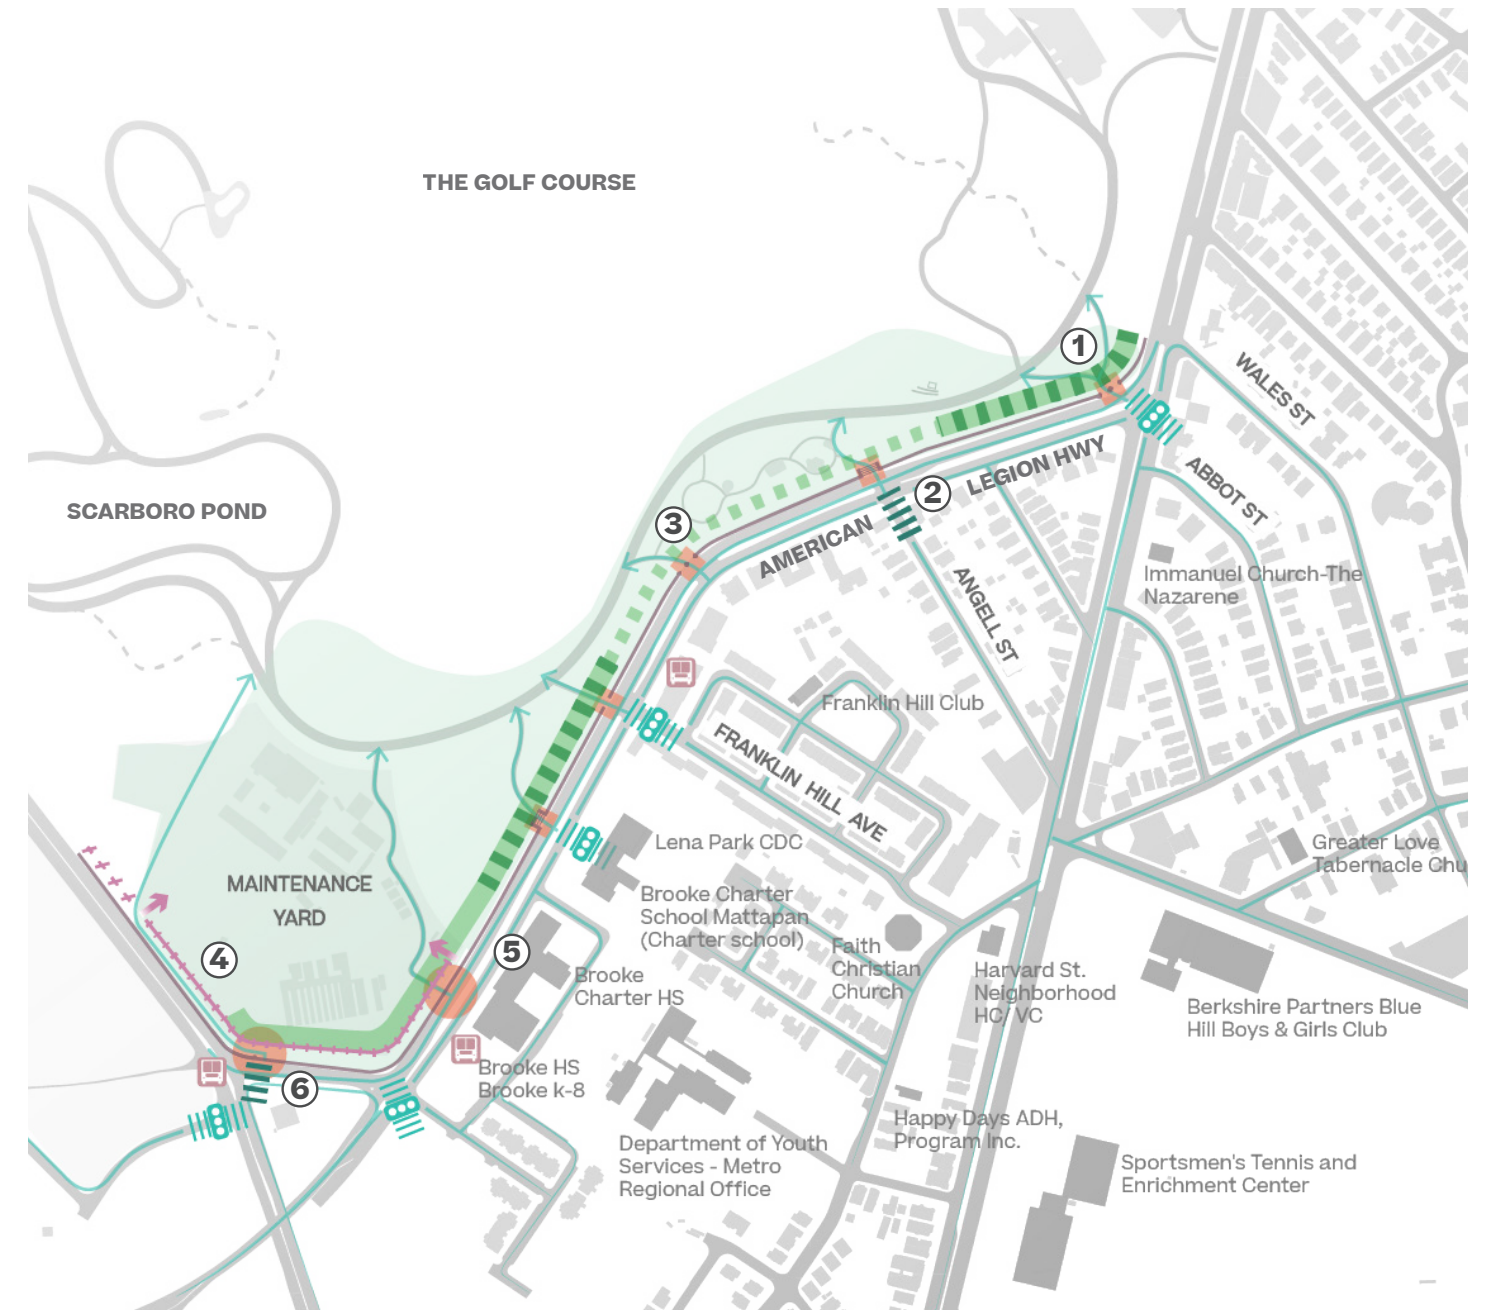 THE GOLF COURSE
1
WALES ST
2
LEGION HWY
ABBOT ST
SCARBORO POND
3
AMERICAN
Immanuel Church-The
Nazarene
ANGELL ST
Franklin Hill Club
FRANKLIN HILL AVE
Lena Park CDC
Greater Love
Tabernacle Chu
MAINTENANCE
YARD
Brooke Charter
School Mattapan
(Charter school)
4
5
Faith
Christian
Church
Brooke
Charter HS
Harvard St.
Neighborhood
HC/ VC
Berkshire Partners Blue
Hill Boys & Girls Club
6
Brooke HS
Brooke k-8
Happy Days ADH,
Program Inc.
Department of Youth
Services - Metro
Regional Office
Sportsmen's Tennis and
Enrichment Center